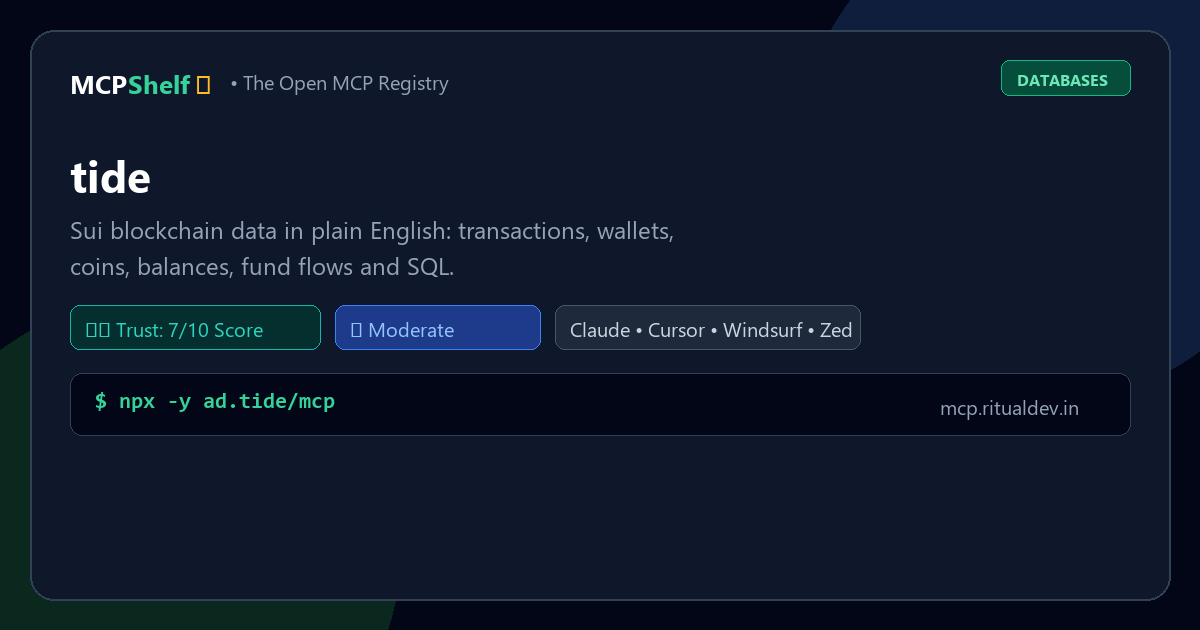 MCPShelf • The Open MCP Registry
DATABASES
tide
Sui blockchain data in plain English: transactions, wallets,
coins, balances, fund flows and SQL.
Trust: 7/10 Score
Moderate
Claude • Cursor • Windsurf • Zed
$ npx -y ad.tide/mcp
mcp.ritualdev.in